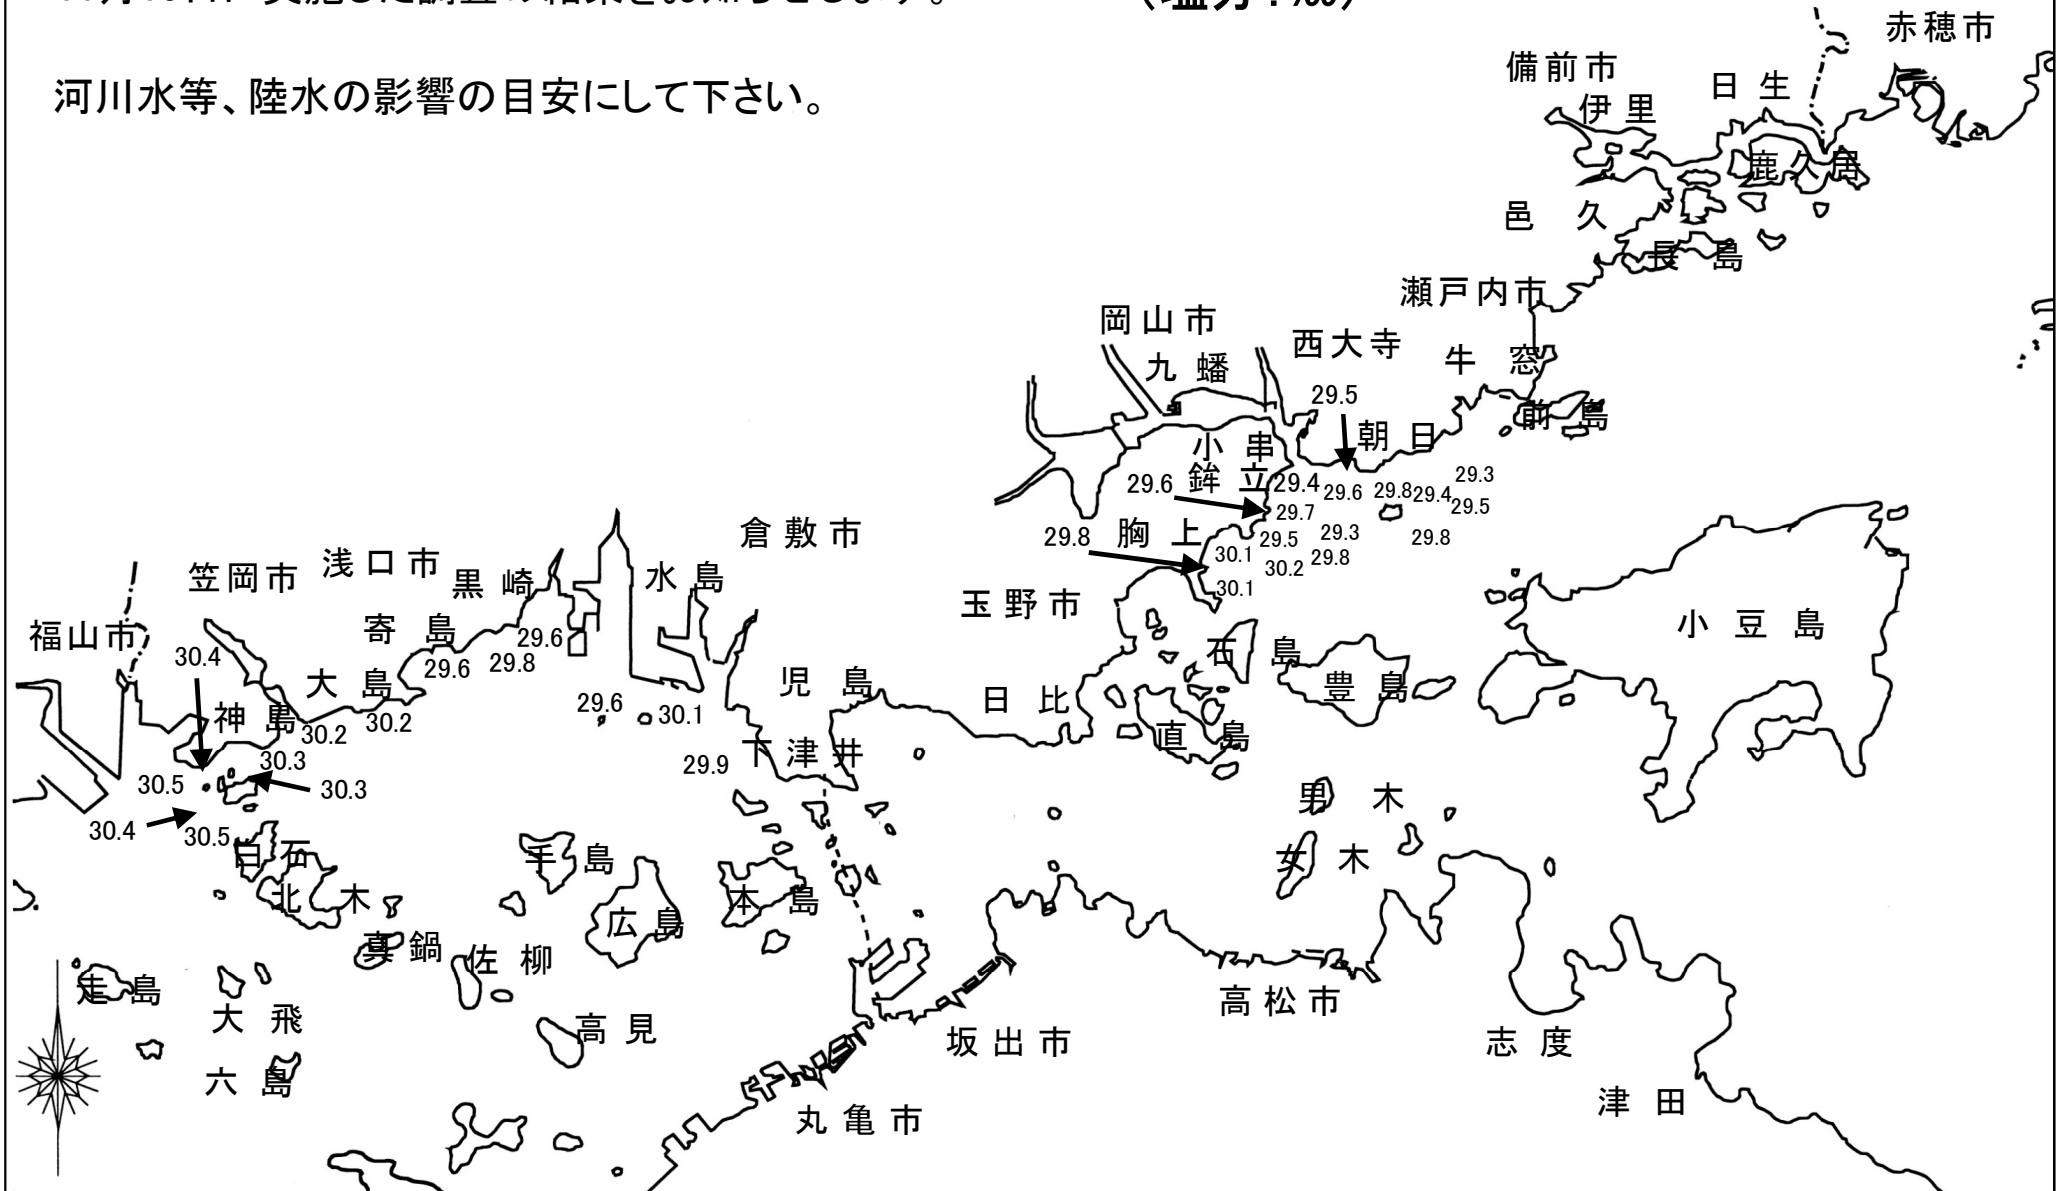 (塩分:‰)
河川水等、陸水の影響の目安にして下さい。
赤穂市
備前市
日生
伊里
鹿久居
邑久
長島
瀬戸内市
岡山市
西大寺
九蟠
牛窓
29.5
前島
朝日
小串
29.3
鉾立
29.6
29.4
29.6
29.8
29.4
29.5
29.7
胸上
29.8
29.5
29.3
29.8
30.1
29.8
30.2
30.1
倉敷市
浅口市
笠岡市
黒崎
水島
玉野市
小豆島
福山市
寄島
29.6
石島
30.4
29.6
29.8
大島
児島
豊島
日比
29.6
30.1
神島
30.2
30.2
直島
下津井
30.3
29.9
30.5
30.3
男木
30.4
30.5
白石
手島
女木
北木
本島
広島
真鍋
佐柳
走島
高松市
大飛
高見
坂出市
志度
六島
津田
丸亀市